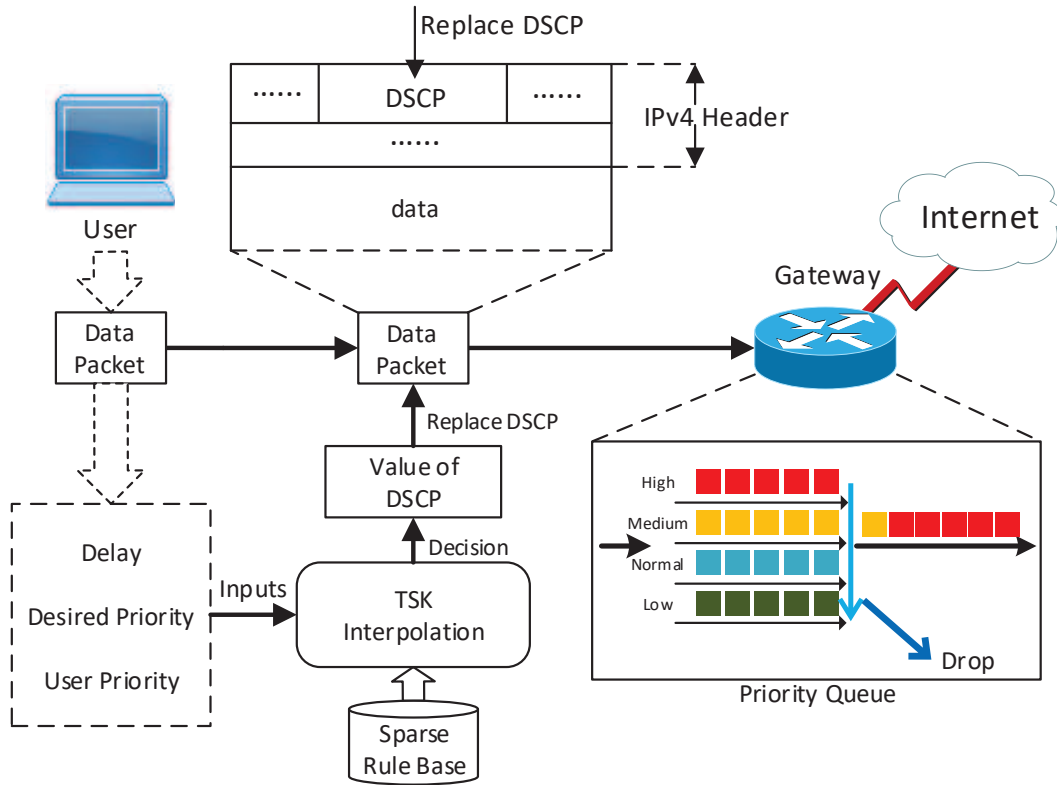 Replace DSCP
...... DSCP ......
IPv4 Header
......
data
User
Internet
Gateway
Data
Packet
Data
Packet
Replace DSCP
Value of
DSCP
Decision
Delay
Desired Priority
User Priority
Inputs
TSK
Interpolation
Sparse
Rule Base
High
Medium
Normal
Low
Drop
Priority Queue